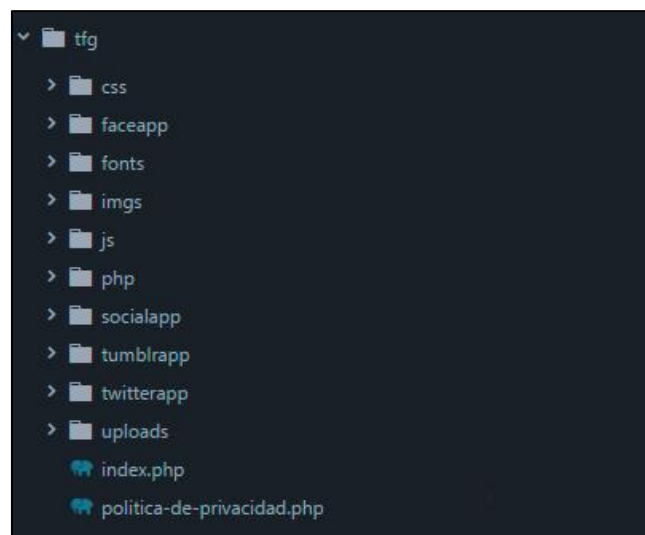 tfg
css
faceapp
fonts
imgs
js
php
socialapp
tumblrapp
twitterapp
uploads
index.php
politica-de-privacidad.php